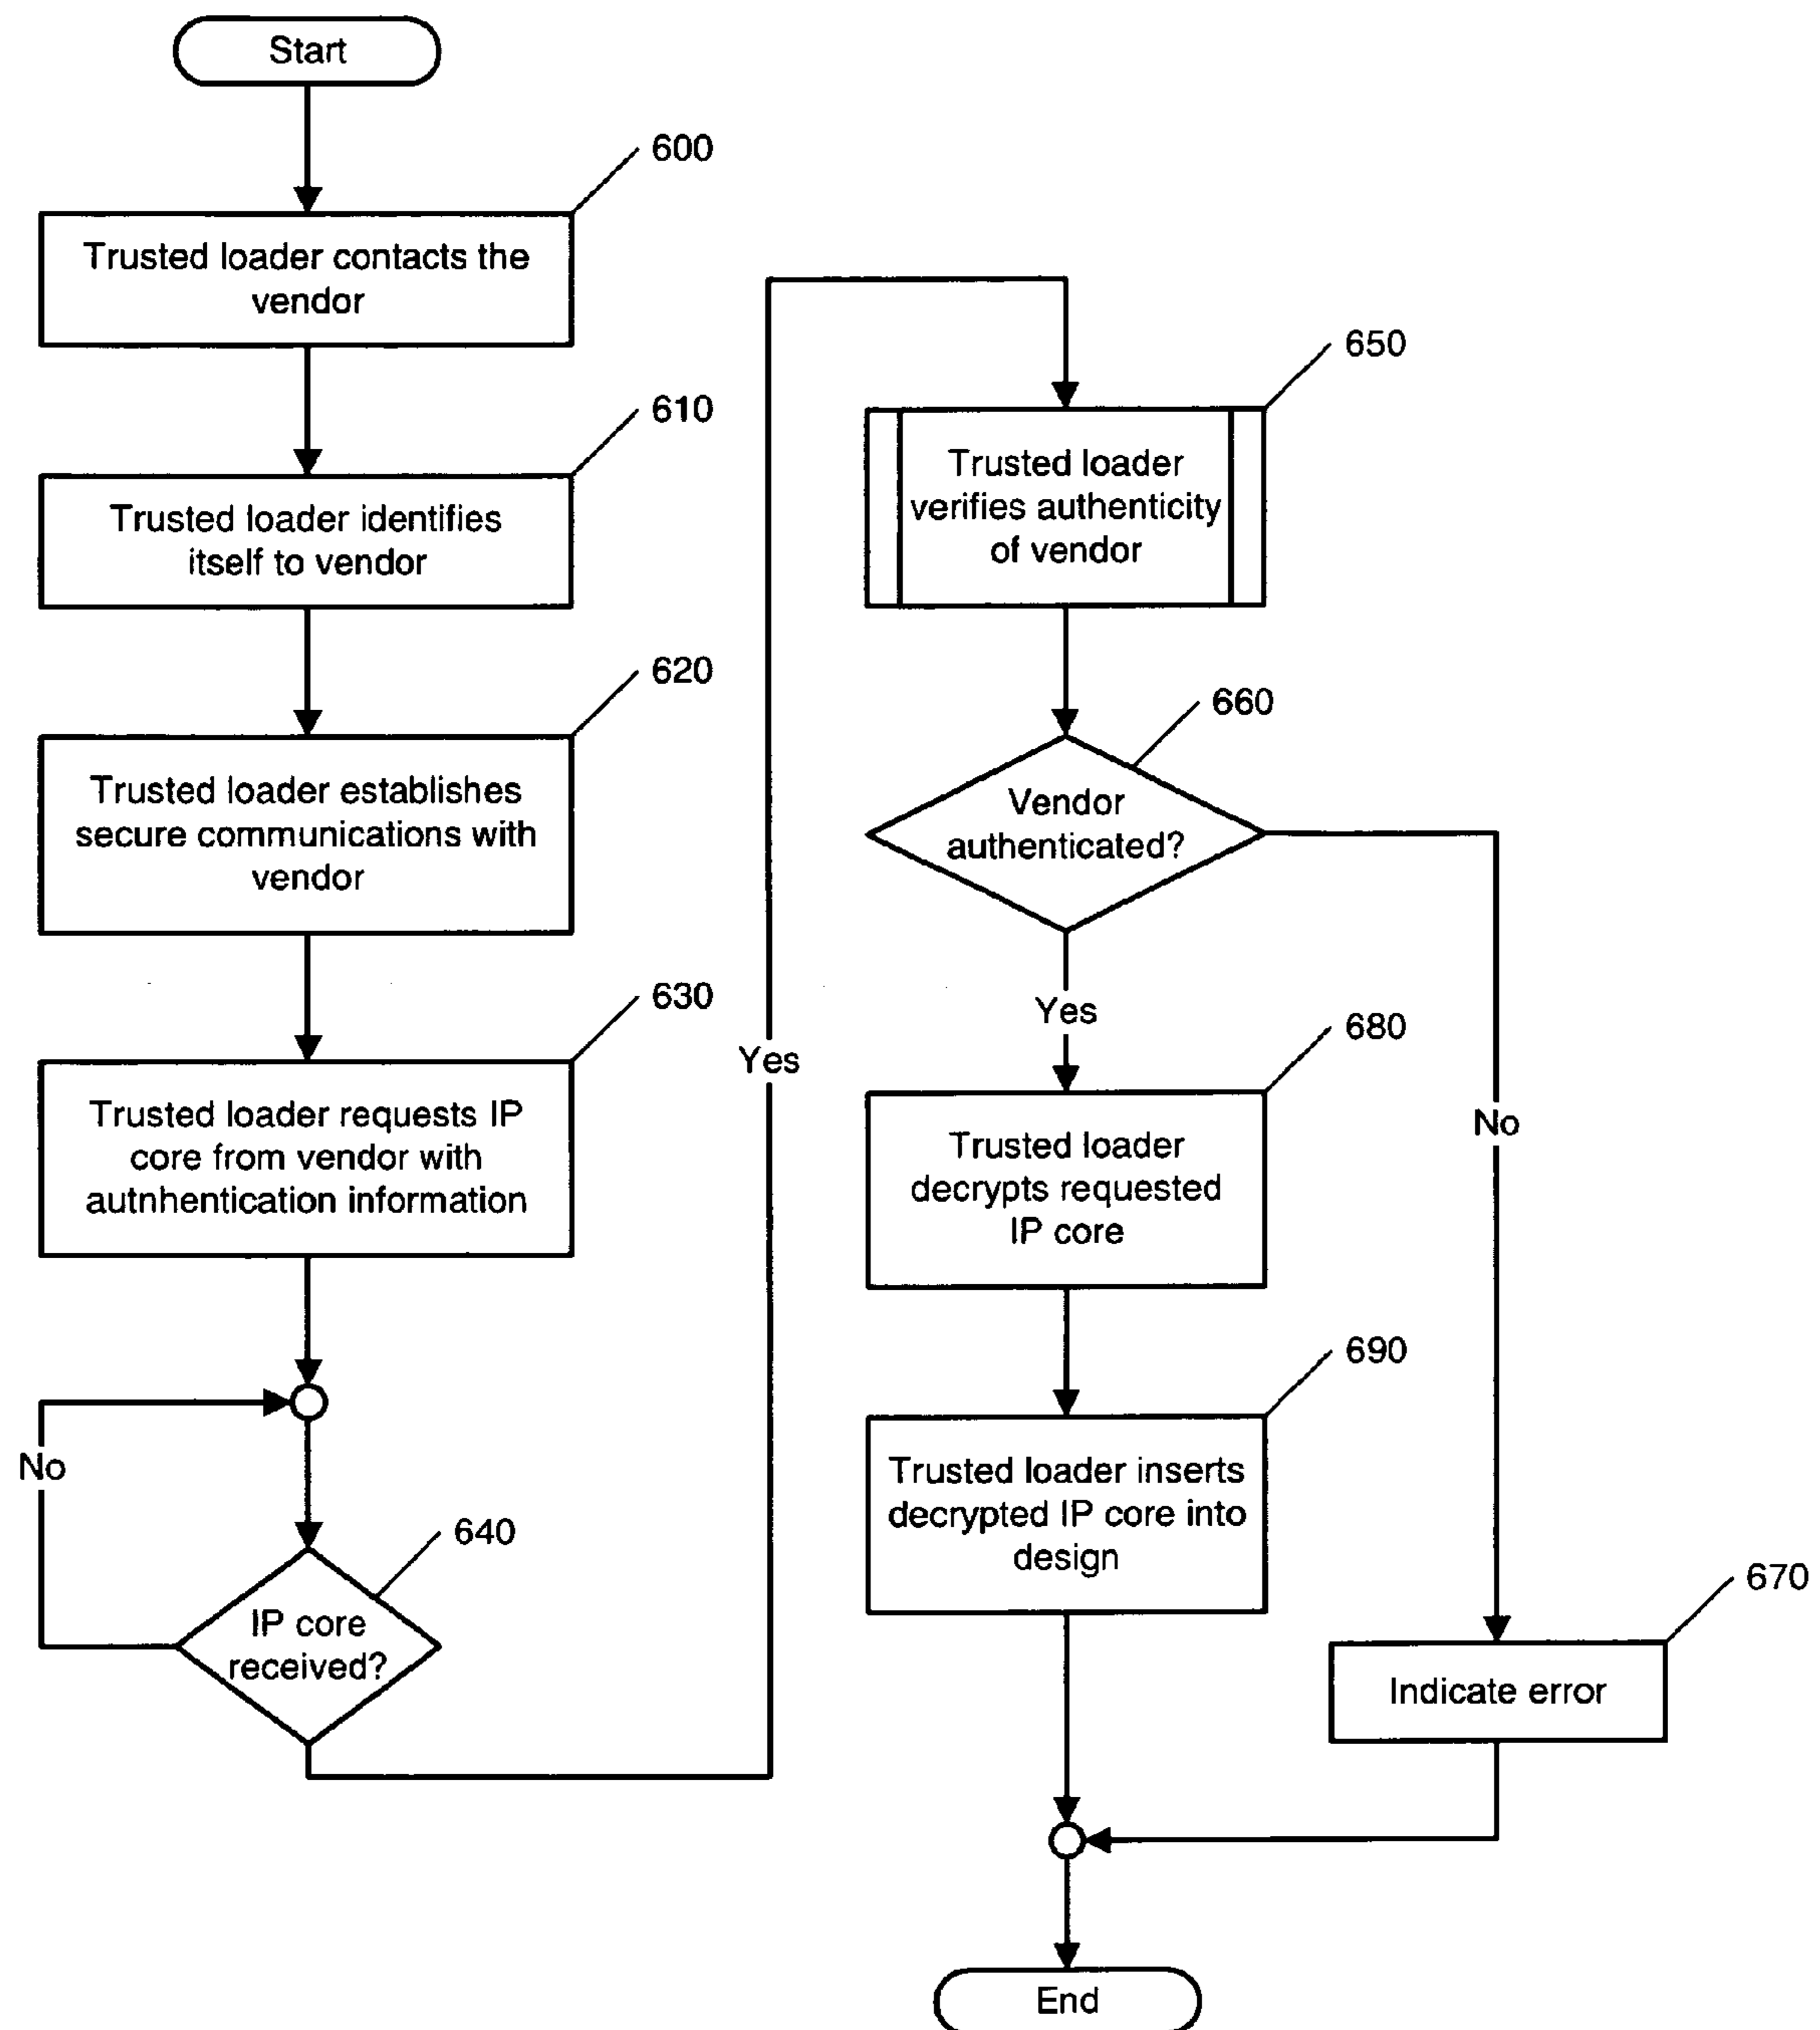 Start
600
Trusted loader contacts the
vendor
610
Trusted loader identifies
itself to vendor
620
Trusted loader establishes
secure communications with
vendor
630
Trusted loader requests IP
core from vendor with
autnhentication information
No
640
IP core
received?
Yes
650
Trusted loader
verifies authenticity
of vendor
660
Vendor
authenticated?
Yes
No
680
Trusted loader
decrypts requested
IP core
690
Trusted loader inserts
decrypted IP core into
design
670
Indicate error
End